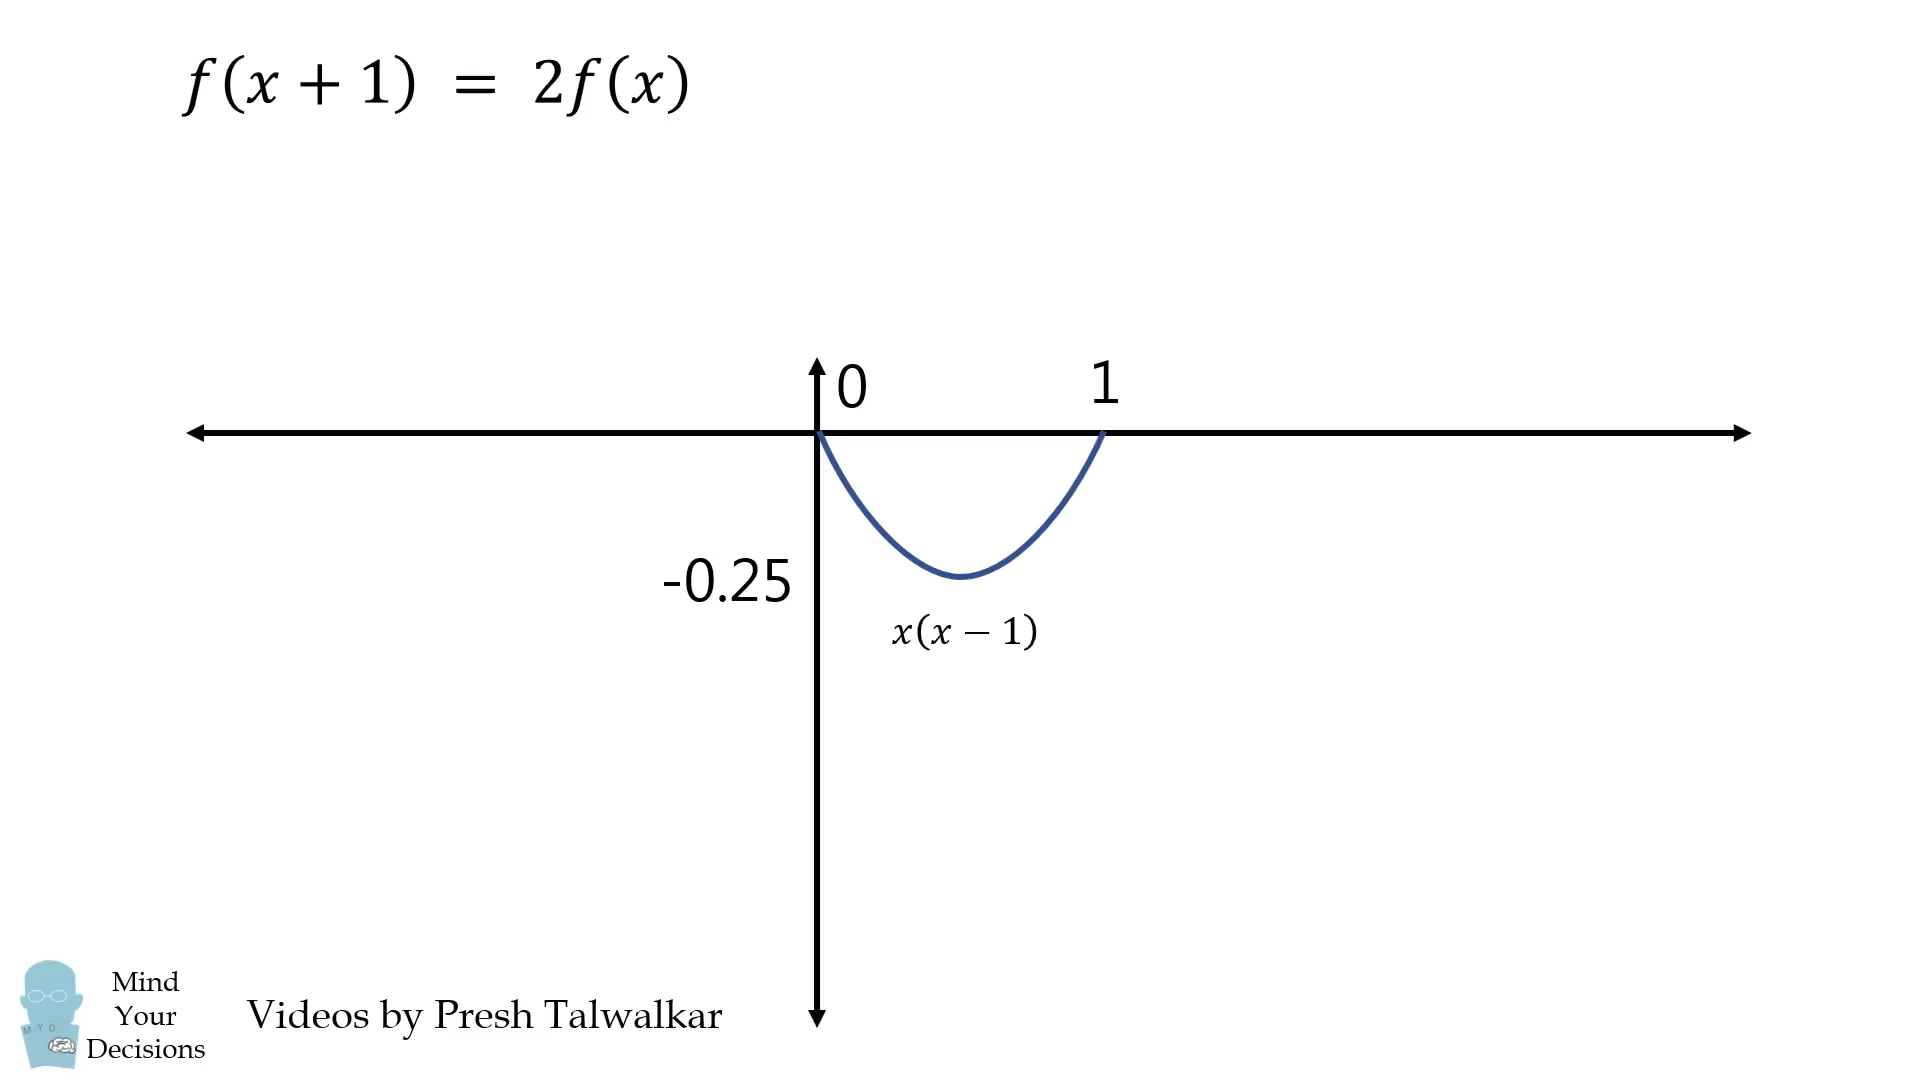 f(x + 1) = 2f(x)
0
1
-0.25
x(x − 1)
M Y D
Mind
Your
Decisions
Videos by Presh Talwalkar